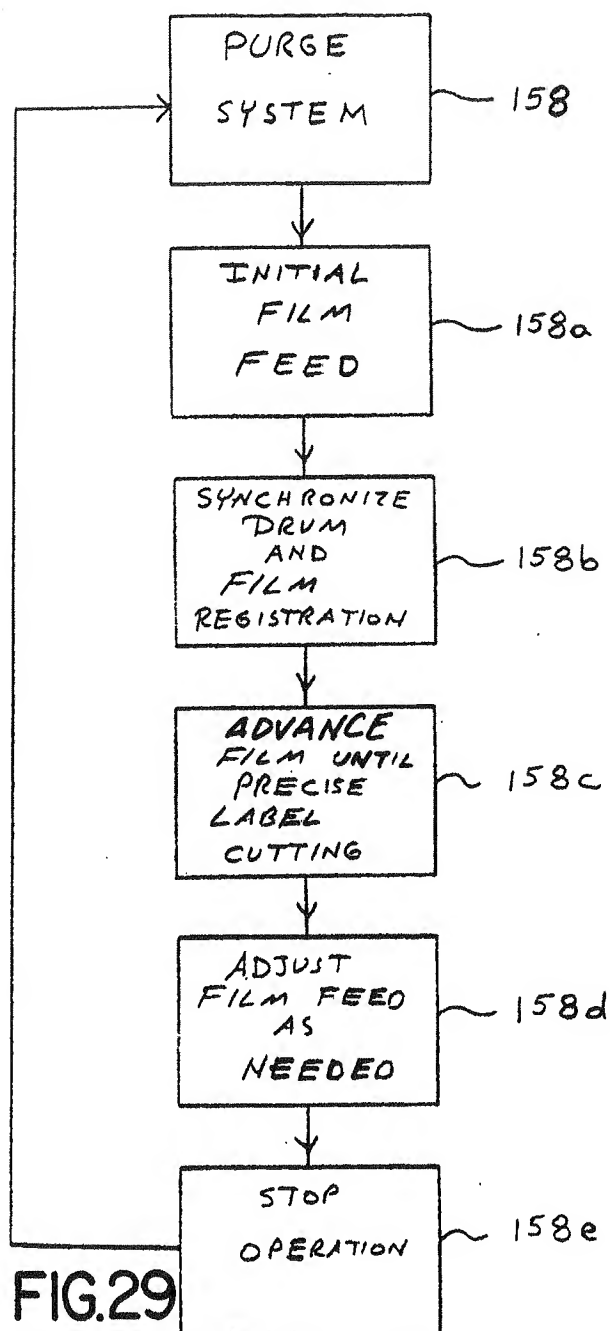 PURGE
SYSTEM
158
INITIAL
FILM
FEED
158a
SYNCHRONIZE
DRUM
AND
FILM
REGISTRATION
158b
ADVANCE
FILM UNTIL
PRECISE
LABEL
CUTTING
158c
ADJUST
FILM FEED
AS
NEEDED
158d
STOP
OPERATION
158e
FIG.29